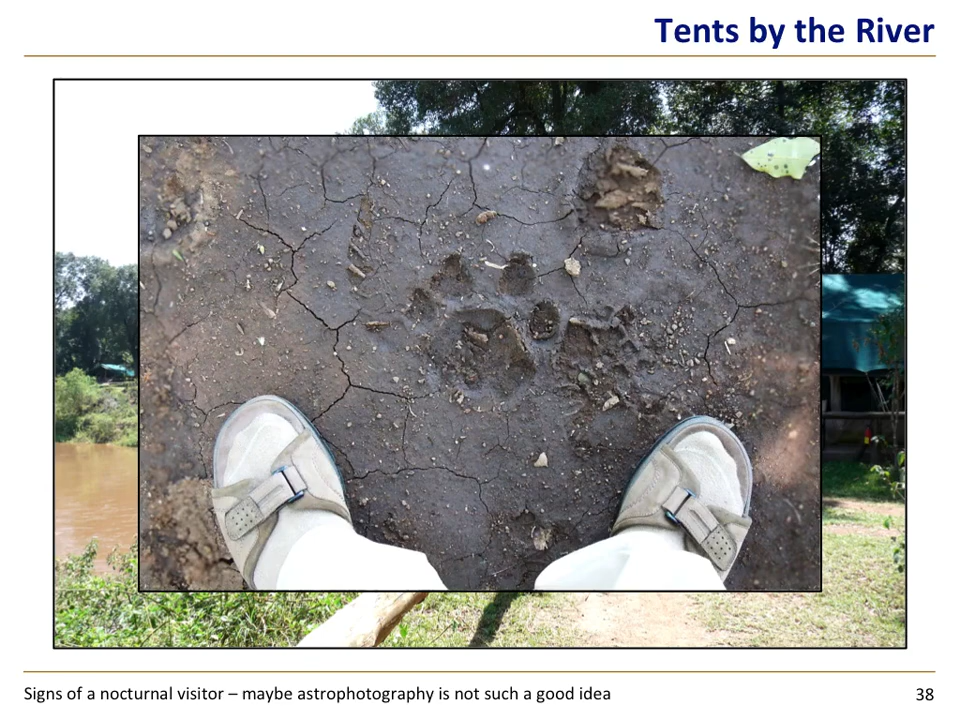 Tents by the River
Signs of a nocturnal visitor – maybe astrophotography is not such a good idea
38